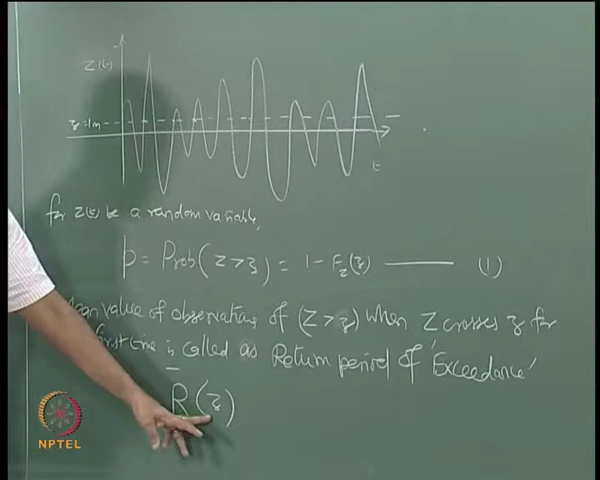 Z(t)
z = 1m
t
for Z(t) be a random variable,
p = Prob(Z > z) = 1 - F_Z(z) ——— (1)
Mean value of observations of (Z > z) when Z crosses z for
first time is called as Return period of 'Exceedance'
R̄(z)
NPTEL